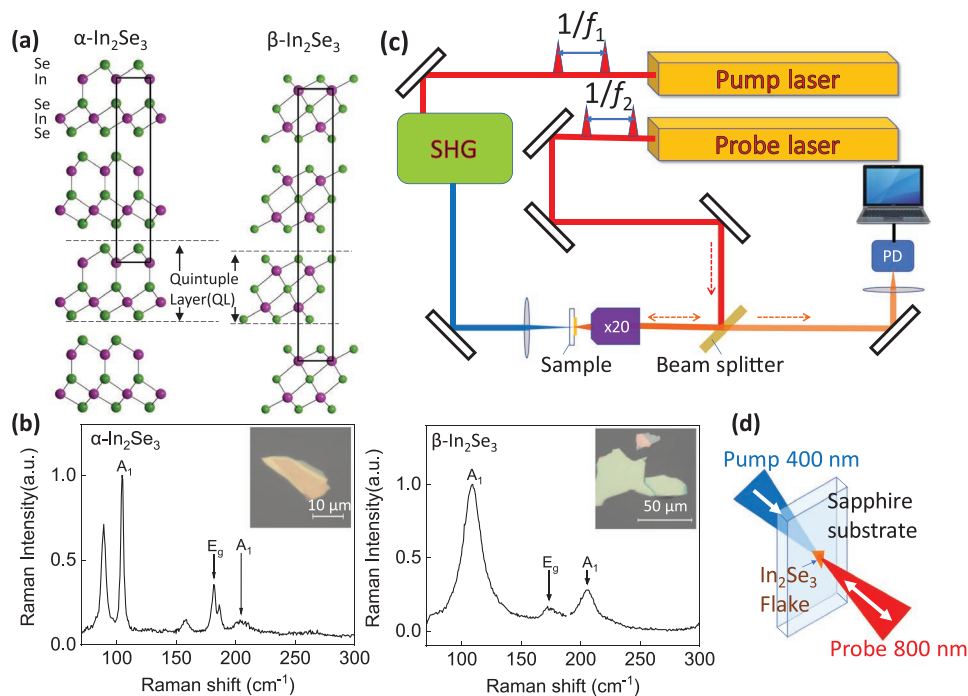 (a)
α-In₂Se₃
β-In₂Se₃
Se
In
Se
In
Se
Quintuple
Layer(QL)
(c)
1/f₁
Pump laser
1/f₂
Probe laser
SHG
PD
x20
Sample
Beam splitter
(b)
α-In₂Se₃
A₁
E_g
A₁
10 μm
Raman Intensity(a.u.)
1.0
0.5
0.0
100
150
200
250
300
Raman shift (cm⁻¹)
β-In₂Se₃
A₁
E_g
A₁
50 μm
Raman Intensity(a.u.)
1.0
0.5
0.0
100
150
200
250
300
Raman shift (cm⁻¹)
(d)
Pump 400 nm
Sapphire
substrate
In₂Se₃
Flake
Probe 800 nm